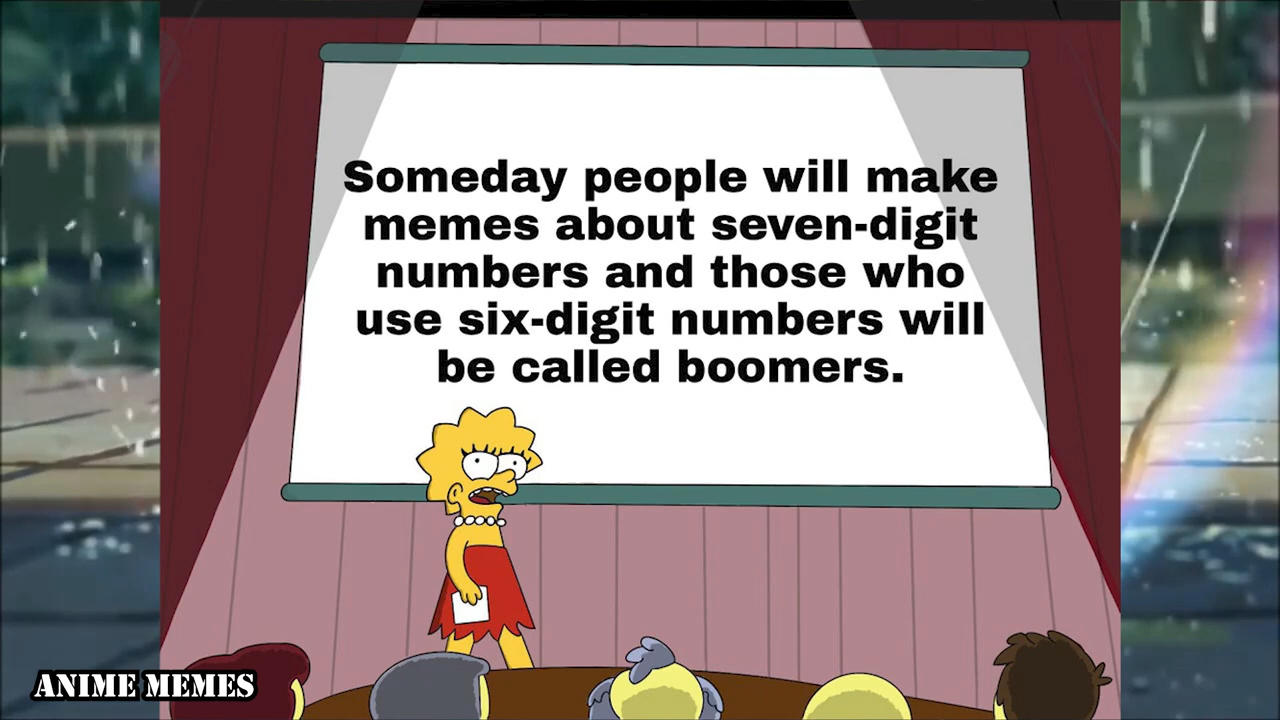 Someday people will make
memes about seven-digit
numbers and those who
use six-digit numbers will
be called boomers.
ANIME MEMES